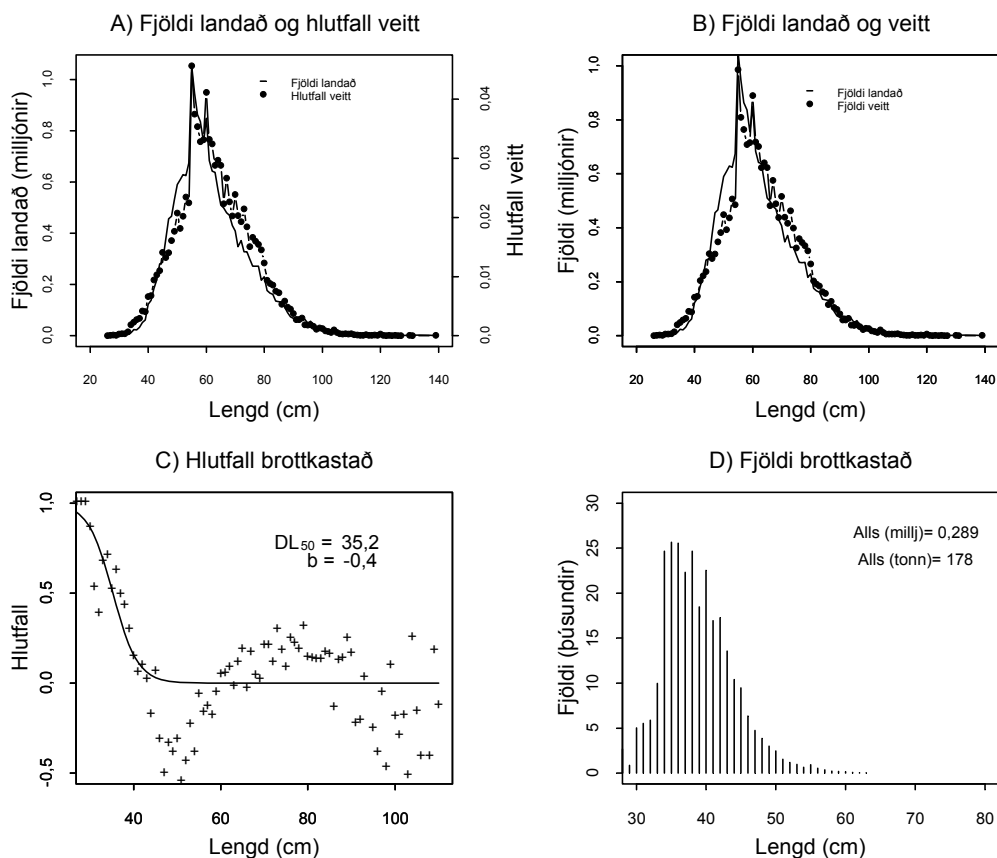 A) Fjöldi landað og hlutfall veitt
Fjöldi landað (milljónir)
1,0
0,8
0,6
0,4
0,2
0,0
Fjöldi landað
Hlutfall veitt
0,04
0,03
0,02
0,01
0,0
Hlutfall veitt
20 40 60 80 100 120 140
Lengd (cm)
B) Fjöldi landað og veitt
Fjöldi (milljónir)
1,0
0,8
0,6
0,4
0,2
0,0
Fjöldi landað
Fjöldi veitt
20 40 60 80 100 120 140
Lengd (cm)
C) Hlutfall brottkastað
Hlutfall
1,0
0,5
0,0
-0,5
DL50 = 35,2
b = -0,4
40 60 80 100
Lengd (cm)
D) Fjöldi brottkastað
Fjöldi (þúsundir)
30
25
20
15
10
5
0
Alls (millj)= 0,289
Alls (tonn)= 178
30 40 50 60 70 80
Lengd (cm)